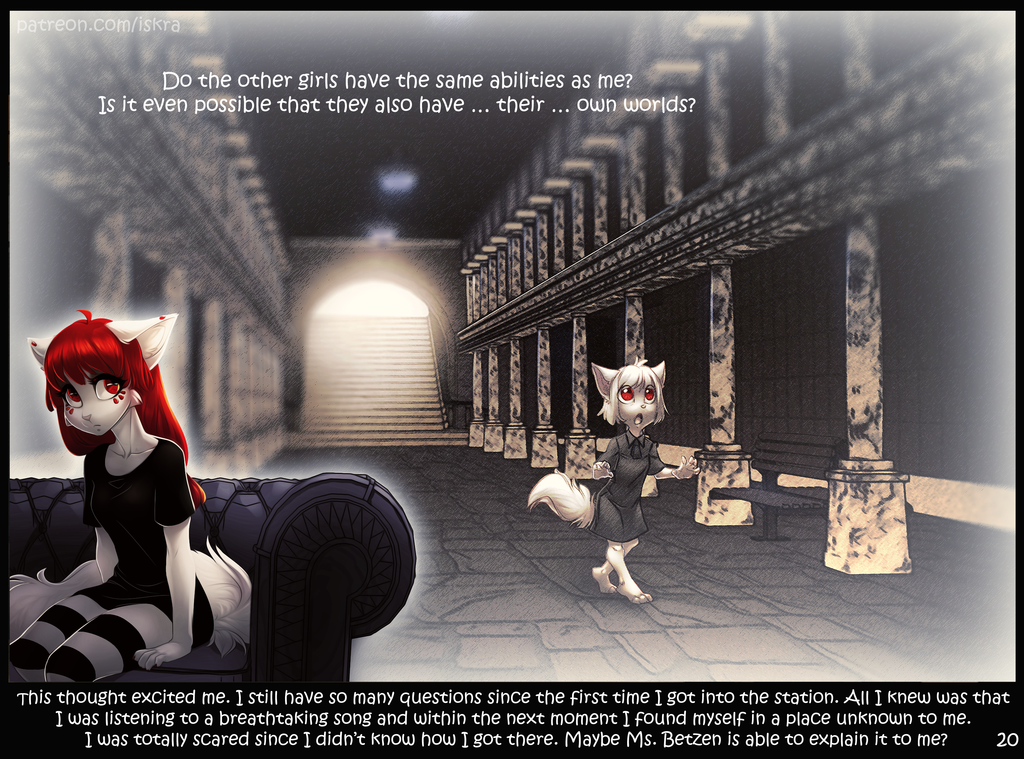 patreon.com/iskra
Do the other girls have the same abilities as me?
Is it even possible that they also have ... their ... own worlds?
This thought excited me. I still have so many questions since the first time I got into the station. All I knew was that
I was listening to a breathtaking song and within the next moment I found myself in a place unknown to me.
I was totally scared since I didn't know how I got there. Maybe Ms. Betzen is able to explain it to me?
20